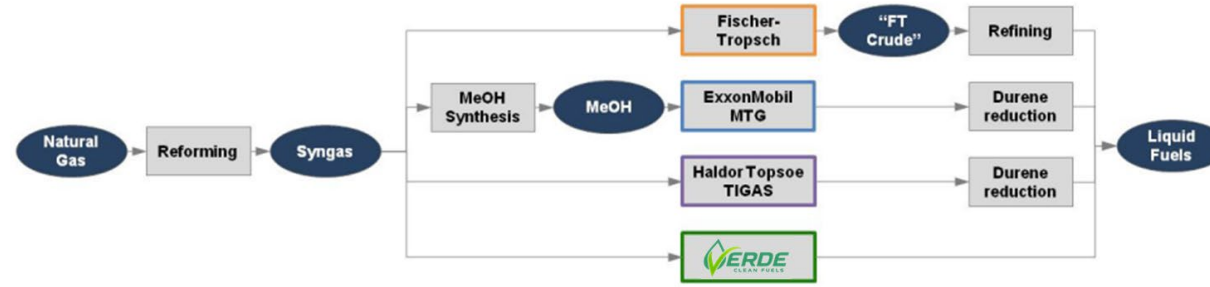 Fischer-
Tropsch
“FT
Crude”
Refining
MeOH
Synthesis
MeOH
ExxonMobil
MTG
Durene
reduction
Natural
Gas
Reforming
Syngas
Liquid
Fuels
Haldor Topsoe
TIGAS
Durene
reduction
VERDE
CLEAN FUELS